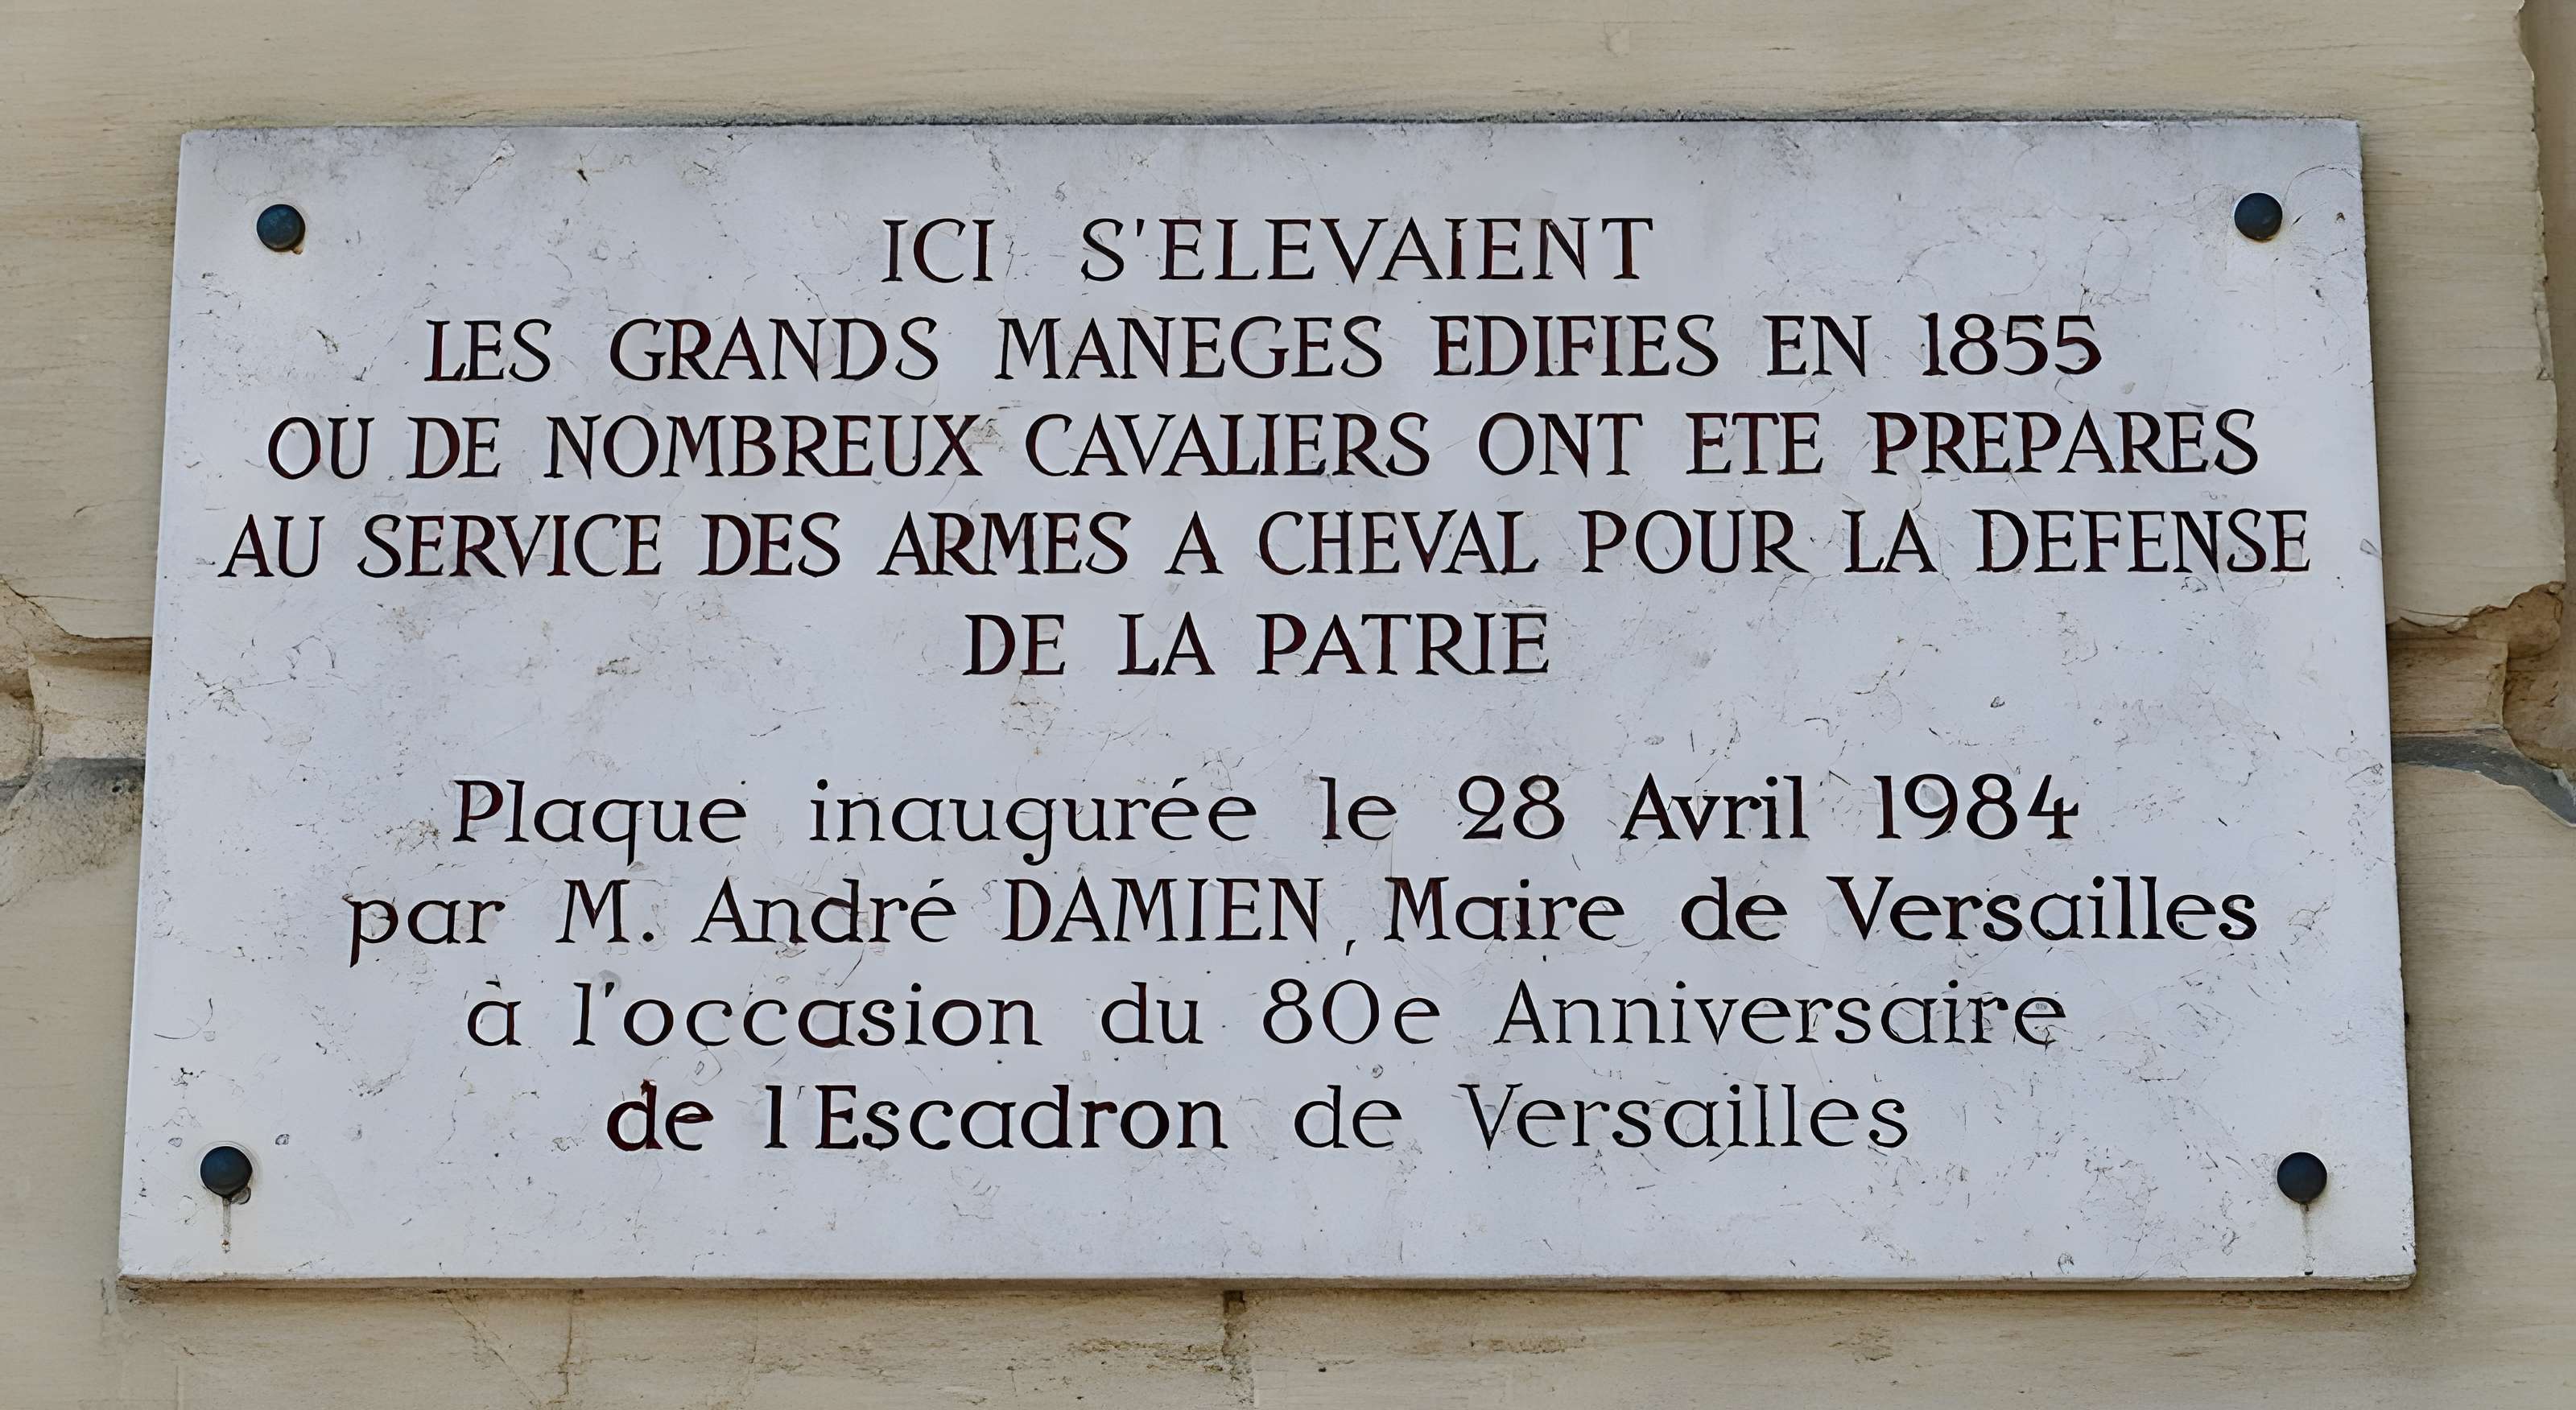 ICI S'ELEVAIENT
LES GRANDS MANEGES EDIFIES EN 1855
OU DE NOMBREUX CAVALIERS ONT ETE PREPARES
AU SERVICE DES ARMES A CHEVAL POUR LA DEFENSE
DE LA PATRIE
Plaque inaugurée le 28 Avril 1984
par M. André DAMIEN, Maire de Versailles
à l'occasion du 80e Anniversaire
de l'Escadron de Versailles